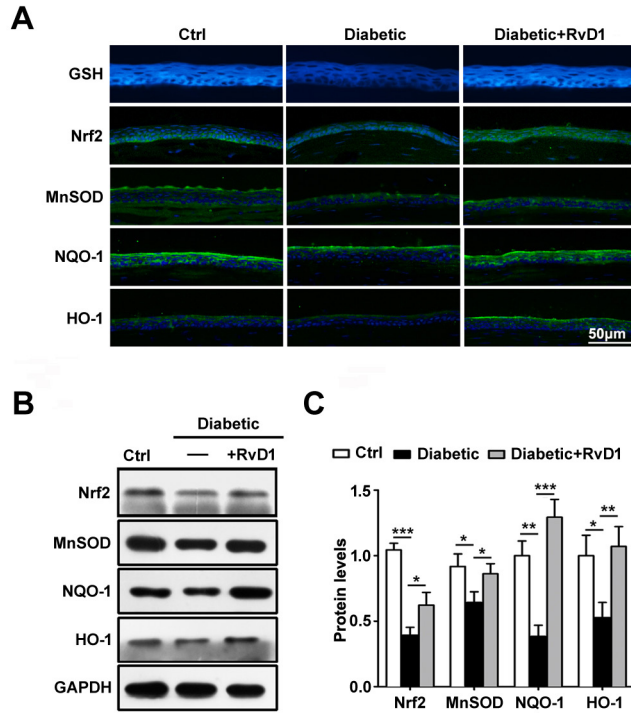 A
Ctrl Diabetic Diabetic+RvD1
GSH
Nrf2
MnSOD
NQO-1
HO-1
50μm
B
Diabetic
Ctrl — +RvD1
Nrf2
MnSOD
NQO-1
HO-1
GAPDH
C
Ctrl Diabetic Diabetic+RvD1
Protein levels
1.5
1.0
0.5
0.0
*** * * * ** *** * **
Nrf2 MnSOD NQO-1 HO-1